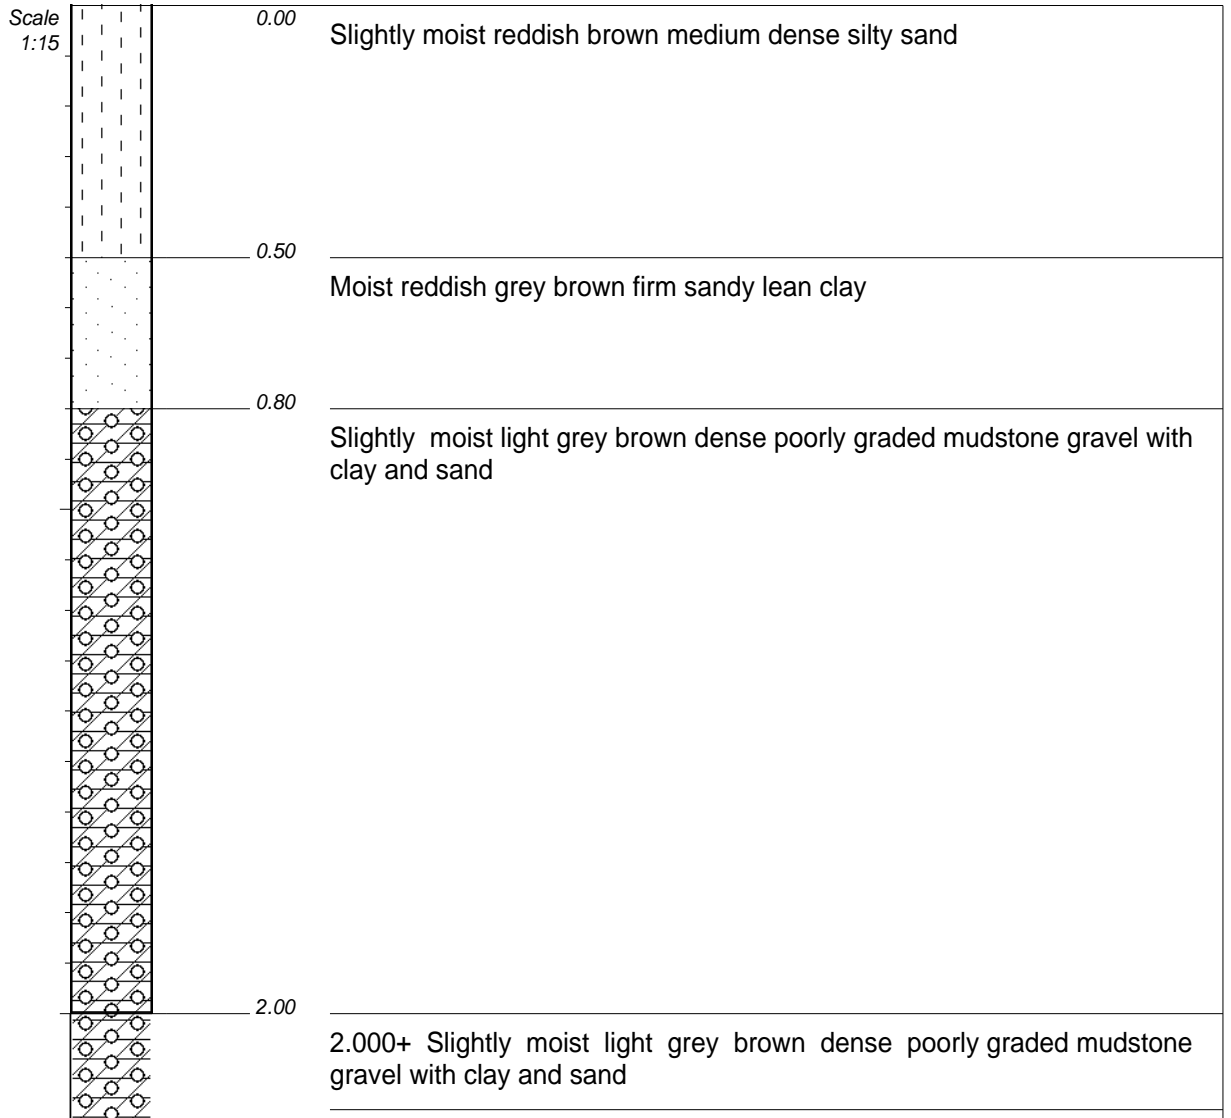 Scale
1:15
0.00
Slightly moist reddish brown medium dense silty sand
0.50
Moist reddish grey brown firm sandy lean clay
0.80
Slightly moist light grey brown dense poorly graded mudstone gravel with
clay and sand
2.00
2.000+ Slightly moist light grey brown dense poorly graded mudstone
gravel with clay and sand